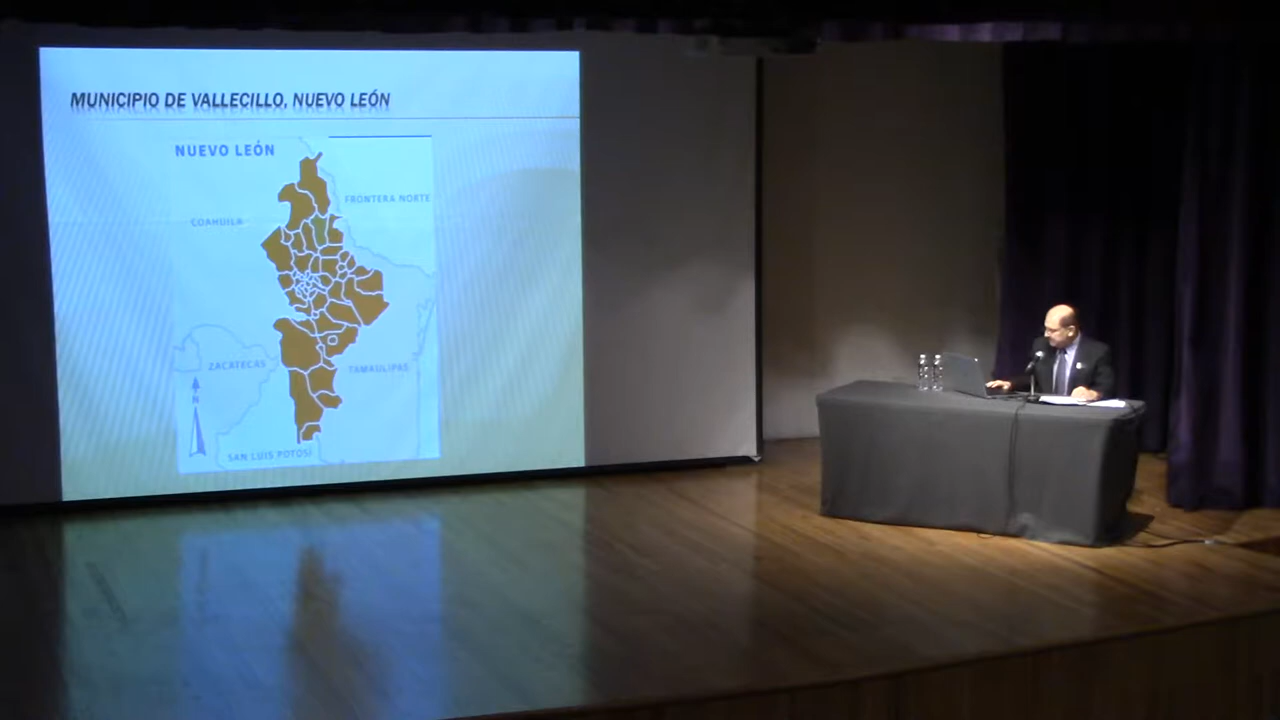 MUNICIPIO DE VALLECILLO, NUEVO LEÓN
NUEVO LEÓN
FRONTERA NORTE
COAHUILA
ZACATECAS
TAMAULIPAS
N
SAN LUIS POTOSÍ